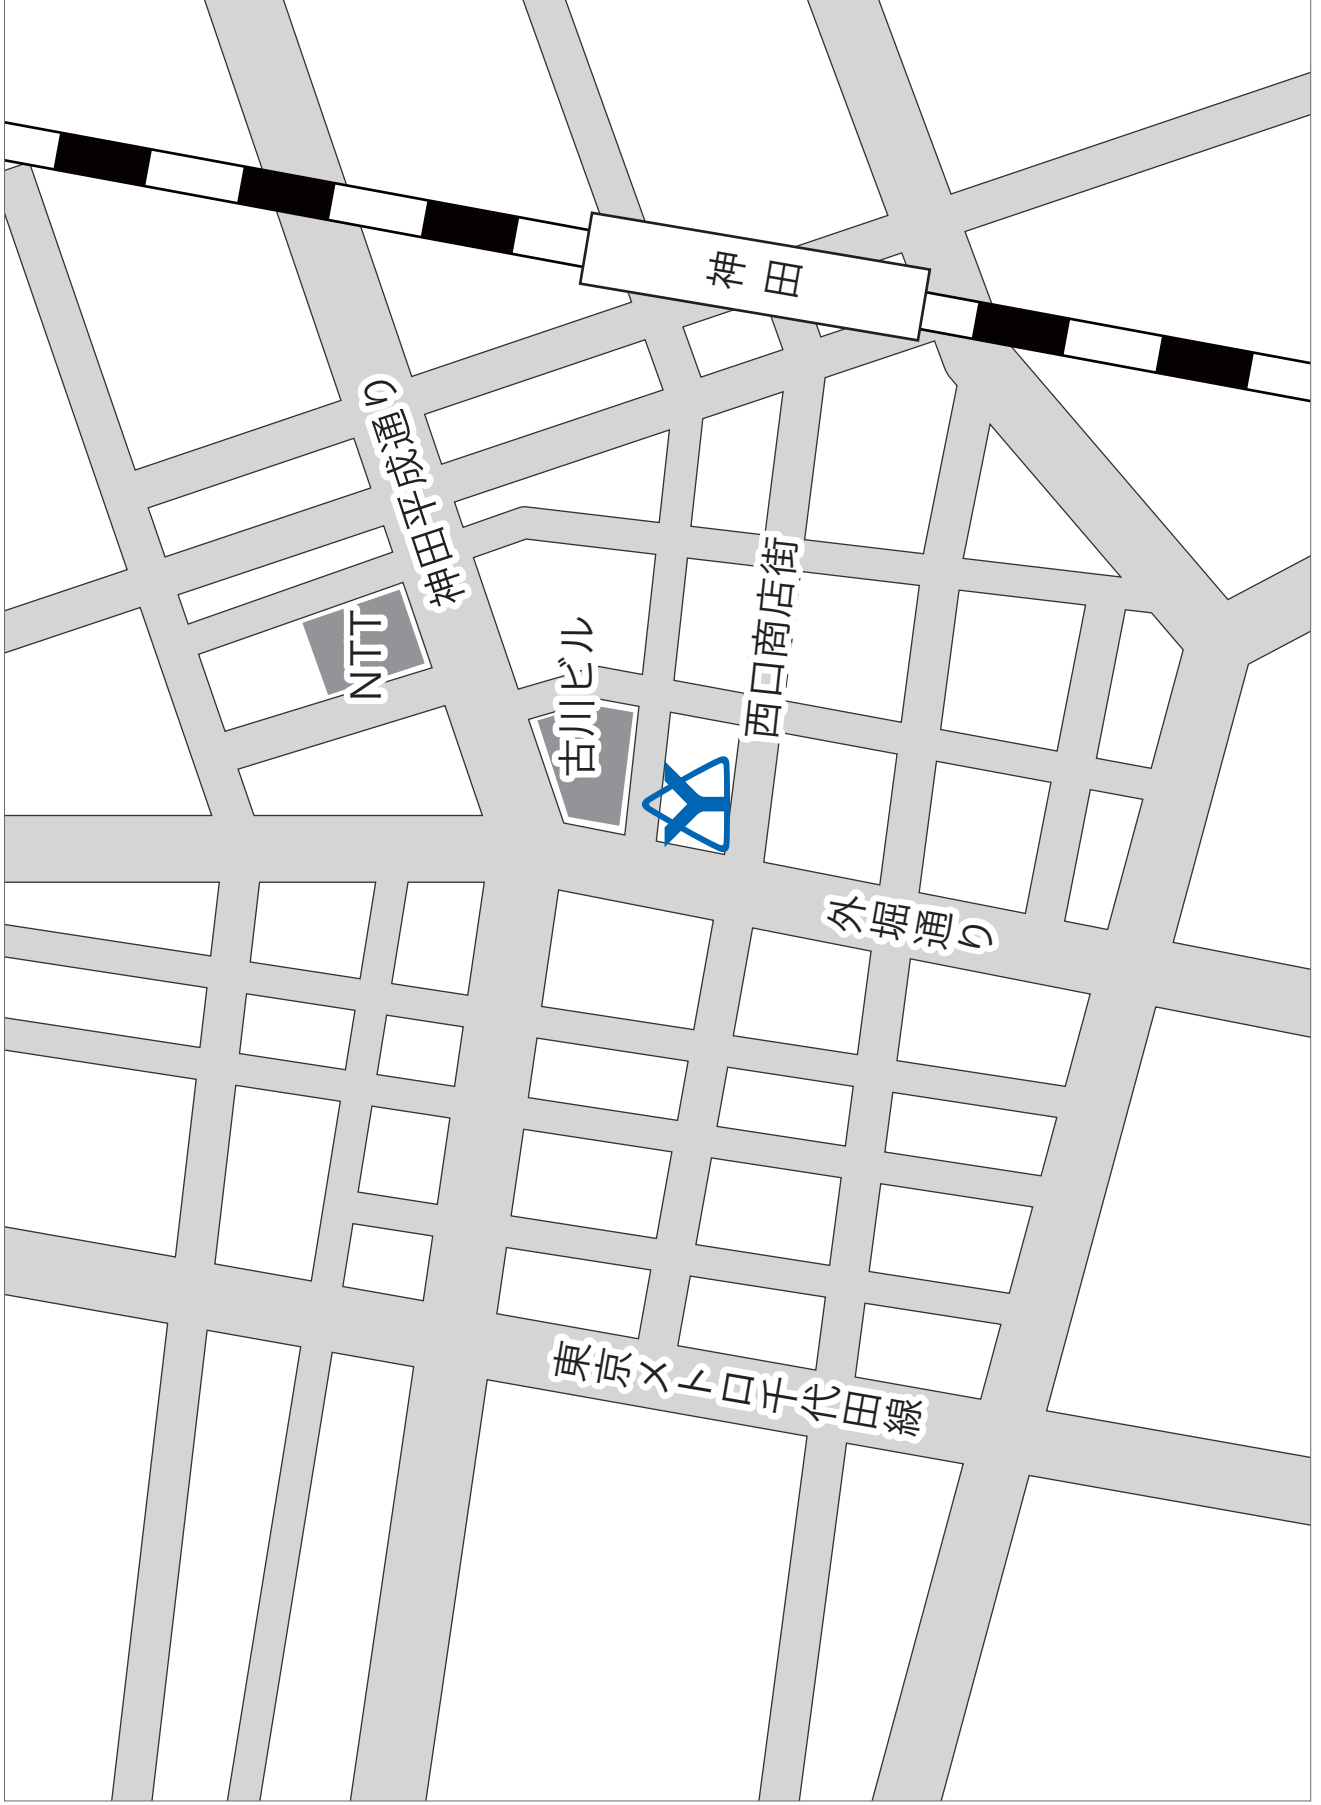 神田
神田平成通り
NTT
古川ビル
西口商店街
外堀通り
東京メトロ千代田線